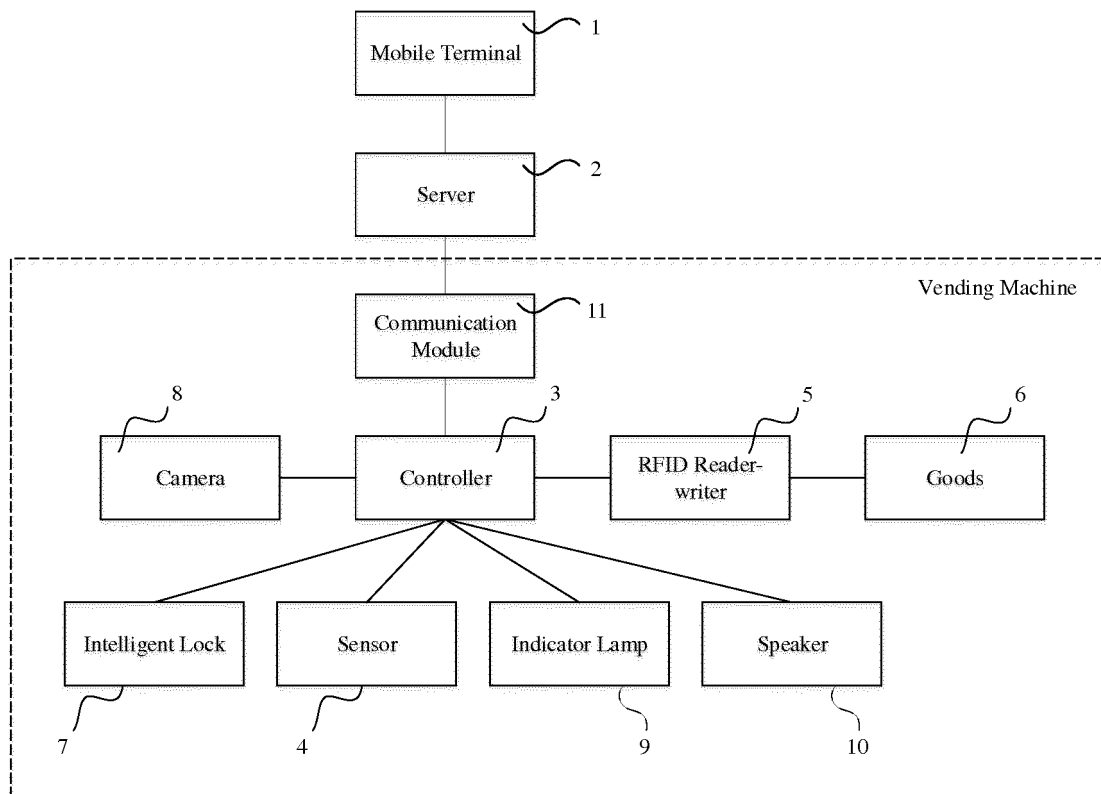 1
Mobile Terminal
2
Server
Vending Machine
11
Communication
Module
8
3
5
6
Camera
Controller
RFID Reader-
writer
Goods
Intelligent Lock
Sensor
Indicator Lamp
Speaker
7
4
9
10